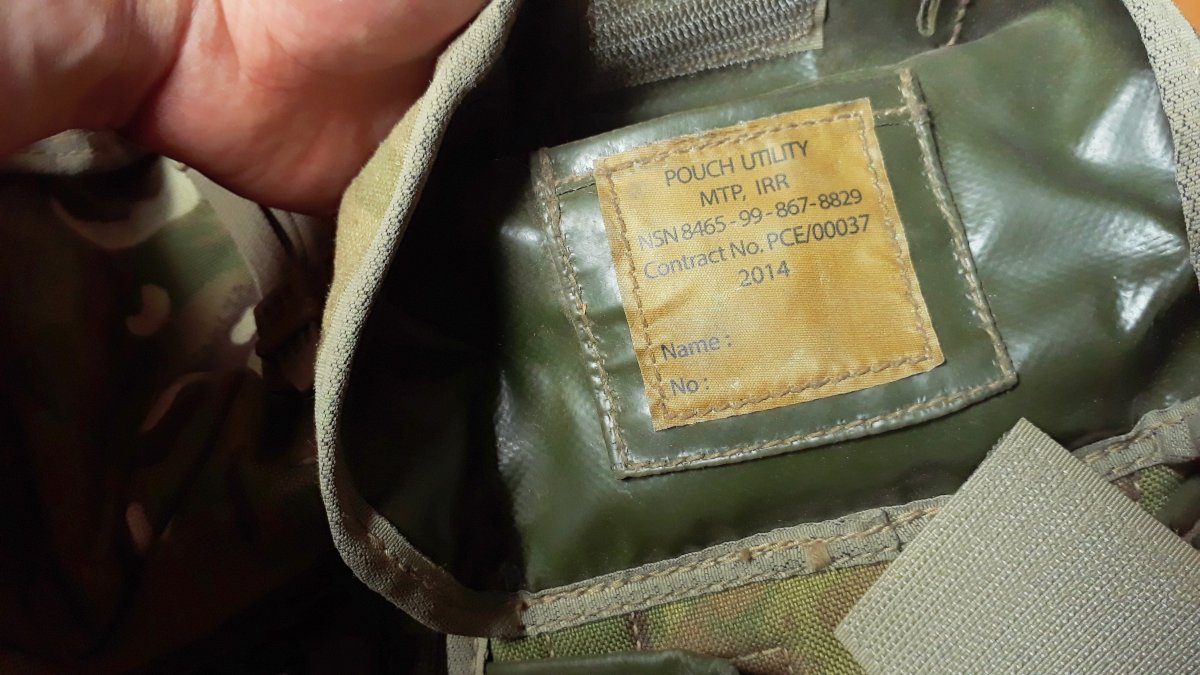 POUCH UTILITY
MTP, IRR
NSN 8465-99-867-8829
Contract No. PCE/00037
2014
Name :
No :